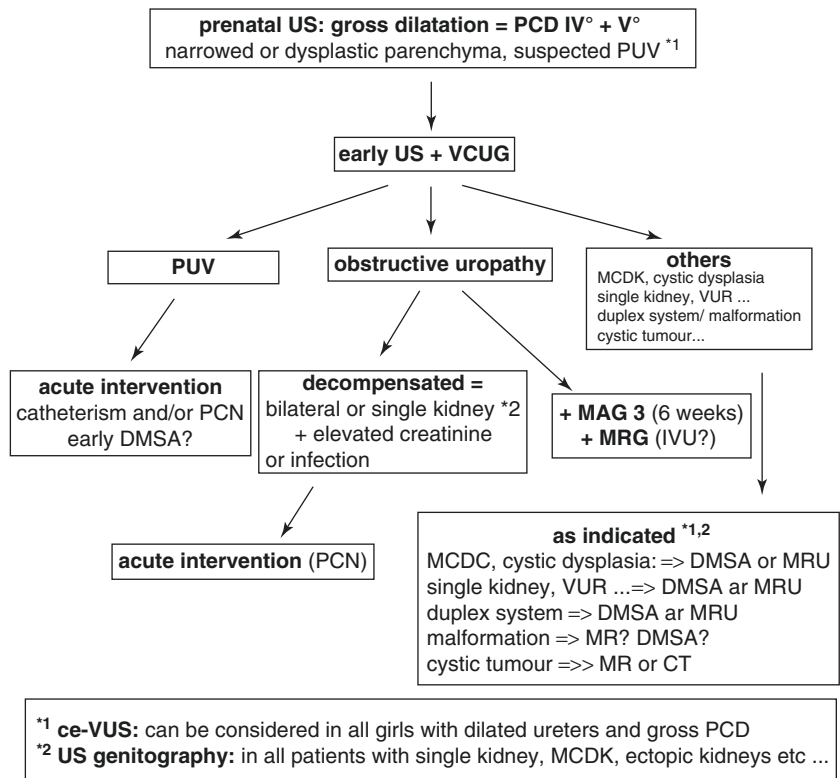 prenatal US: gross dilatation = PCD IV° + V°
narrowed or dysplastic parenchyma, suspected PUV *1
early US + VCUG
PUV
obstructive uropathy
others
MCDK, cystic dysplasia
single kidney, VUR ...
duplex system/ malformation
cystic tumour...
acute intervention
catheterism and/or PCN
early DMSA?
decompensated =
bilateral or single kidney *2
+ elevated creatinine
or infection
+ MAG 3 (6 weeks)
+ MRG (IVU?)
acute intervention (PCN)
as indicated *1,2
MCDC, cystic dysplasia: => DMSA or MRU
single kidney, VUR ...=> DMSA ar MRU
duplex system => DMSA ar MRU
malformation => MR? DMSA?
cystic tumour =>> MR or CT
*1 ce-VUS: can be considered in all girls with dilated ureters and gross PCD
*2 US genitography: in all patients with single kidney, MCDK, ectopic kidneys etc ...